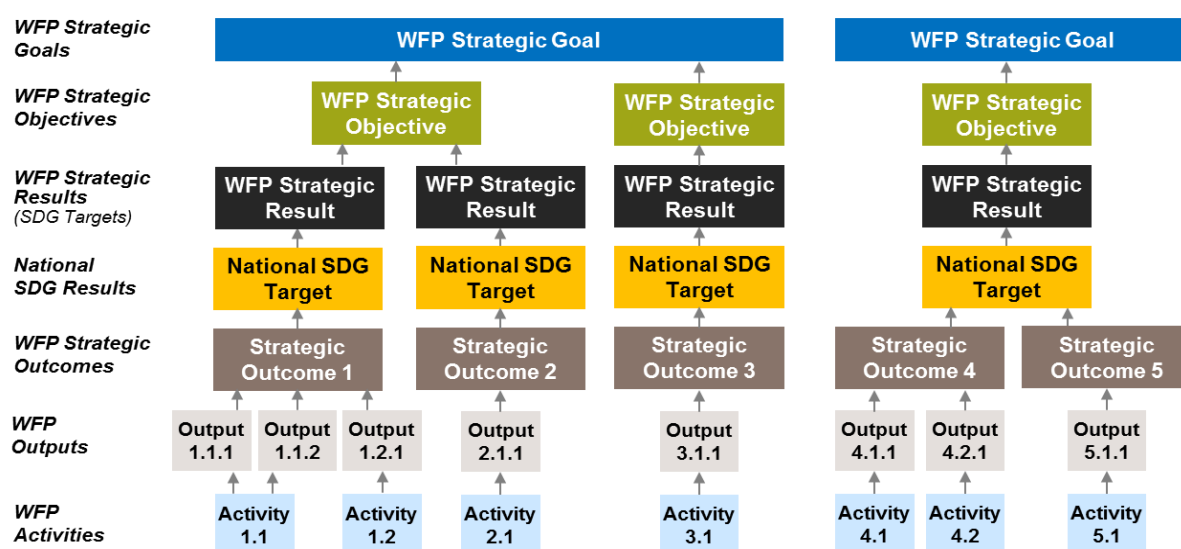 WFP Strategic
Goals
WFP Strategic Goal
WFP Strategic Goal
WFP Strategic
Objectives
WFP Strategic
Objective
WFP Strategic
Objective
WFP Strategic
Objective
WFP Strategic
Results
(SDG Targets)
WFP Strategic
Result
WFP Strategic
Result
WFP Strategic
Result
WFP Strategic
Result
National
SDG Results
National SDG
Target
National SDG
Target
National SDG
Target
National SDG
Target
WFP Strategic
Outcomes
Strategic
Outcome 1
Strategic
Outcome 2
Strategic
Outcome 3
Strategic
Outcome 4
Strategic
Outcome 5
WFP
Outputs
Output
1.1.1
Output
1.1.2
Output
1.2.1
Output
2.1.1
Output
3.1.1
Output
4.1.1
Output
4.2.1
Output
5.1.1
WFP
Activities
Activity
1.1
Activity
1.2
Activity
2.1
Activity
3.1
Activity
4.1
Activity
4.2
Activity
5.1